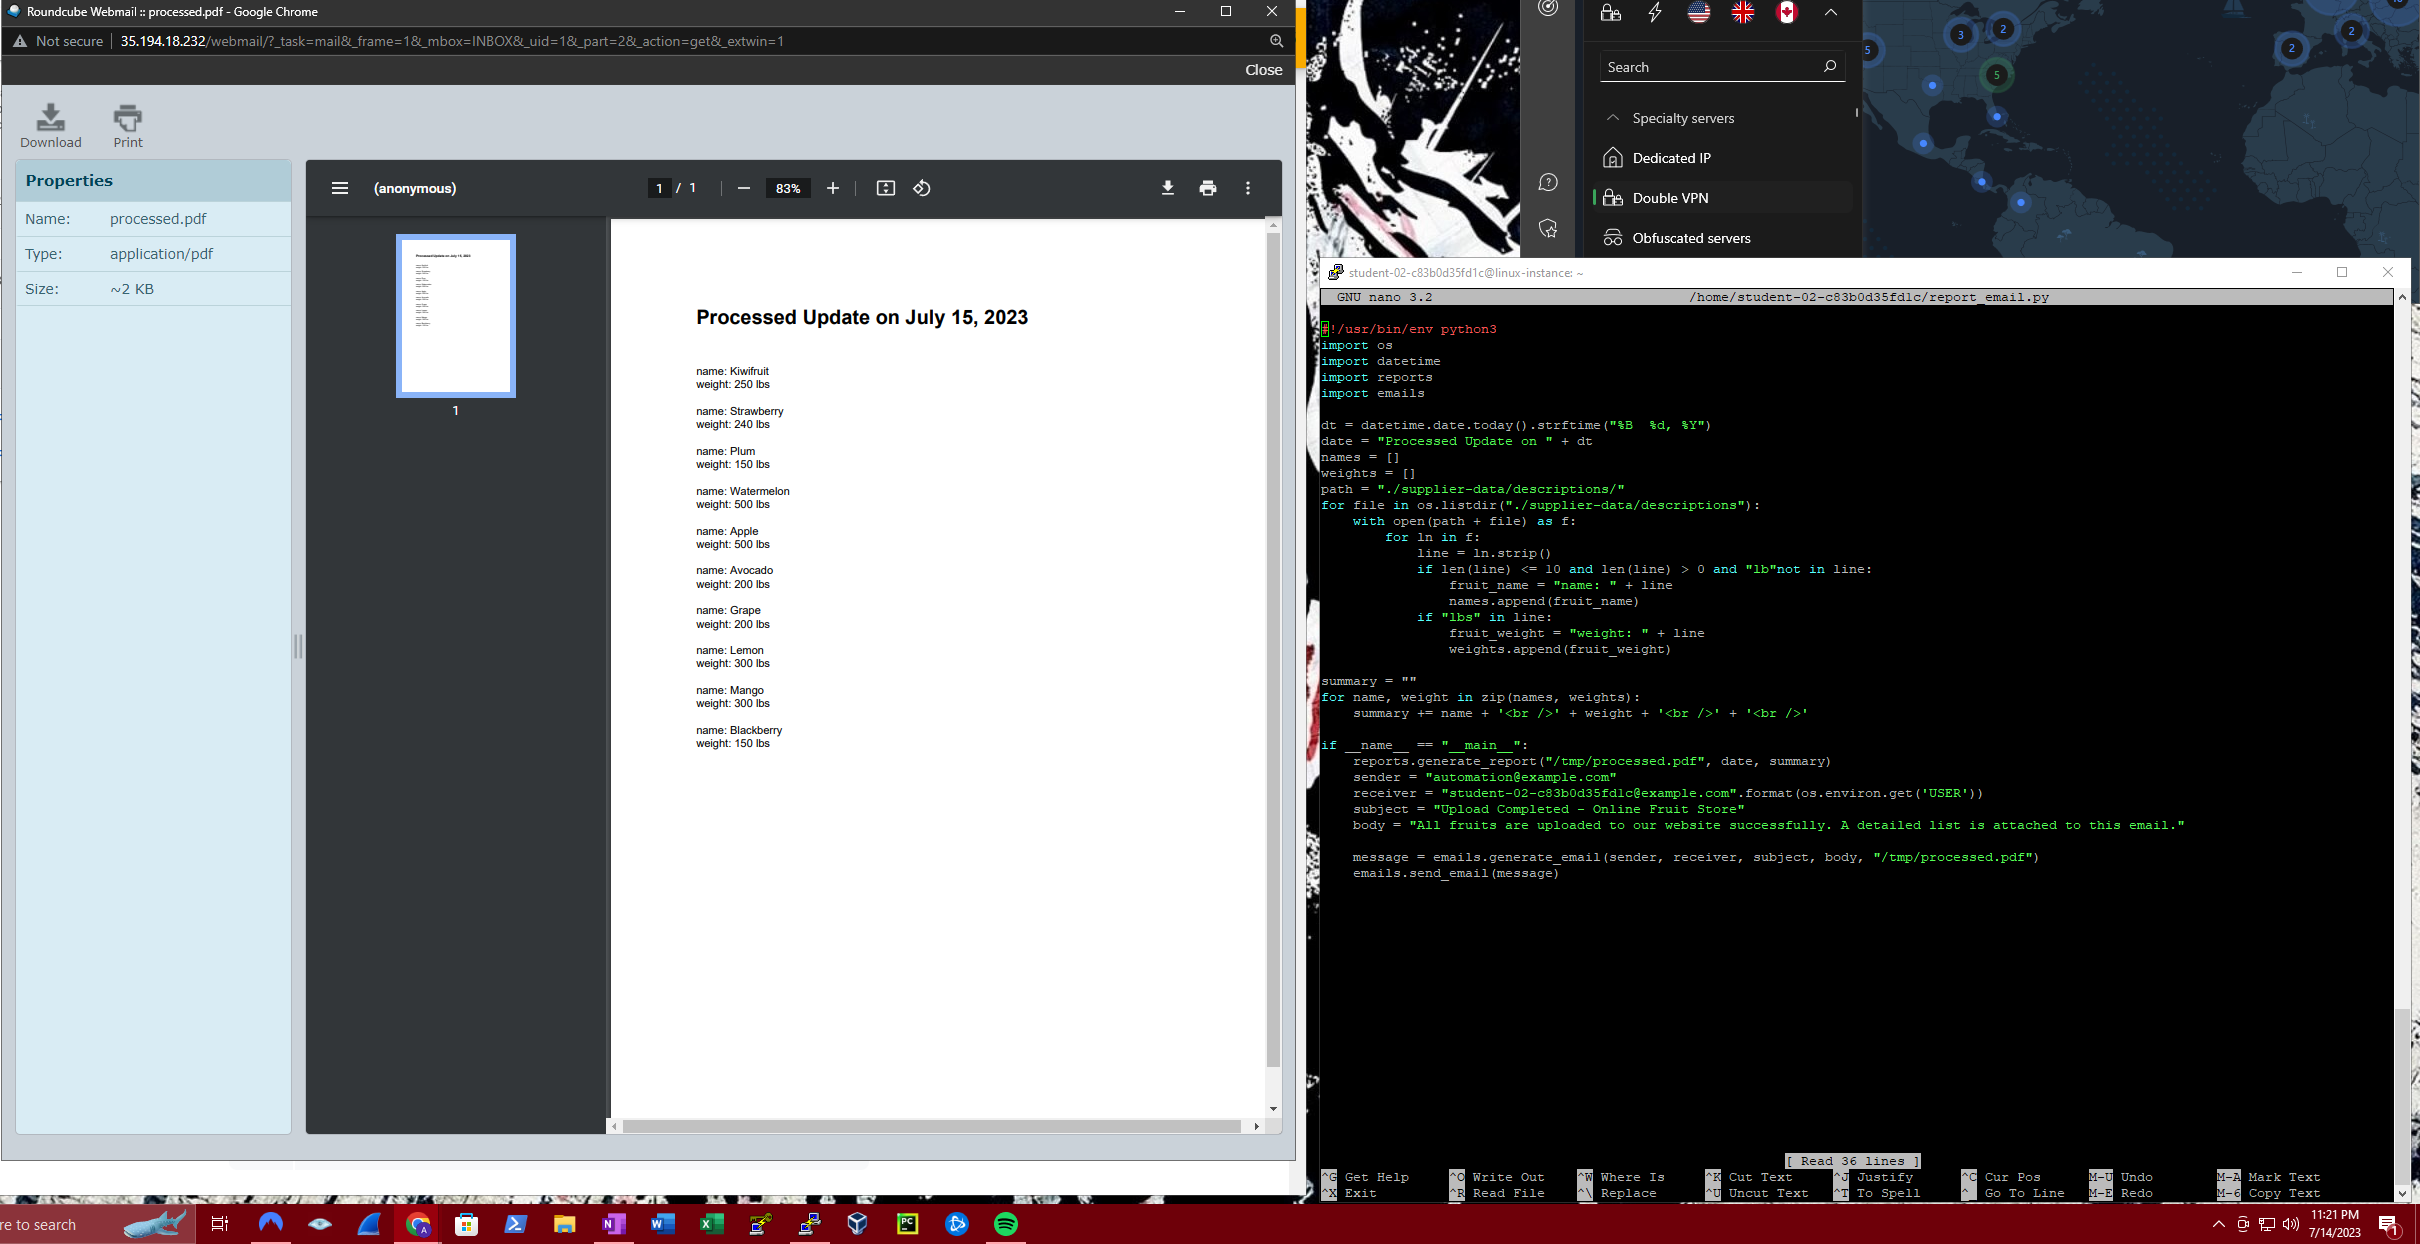 Roundcube Webmail :: processed.pdf - Google Chrome
Not secure 35.194.18.232/webmail/?_task=mail&_frame=1&_mbox=INBOX&_uid=1&_part=2&_action=get&_extwin=1
Close
Download
Print
Properties
Name: processed.pdf
Type: application/pdf
Size: ~2 KB
(anonymous)
1 / 1
83%
1
Processed Update on July 15, 2023
name: Kiwifruit
weight: 250 lbs
name: Strawberry
weight: 240 lbs
name: Plum
weight: 150 lbs
name: Watermelon
weight: 500 lbs
name: Apple
weight: 500 lbs
name: Avocado
weight: 200 lbs
name: Grape
weight: 200 lbs
name: Lemon
weight: 300 lbs
name: Mango
weight: 300 lbs
name: Blackberry
weight: 150 lbs
Search
Specialty servers
Dedicated IP
Double VPN
Obfuscated servers
5
3
2
5
2
2
student-02-c83b0d35fd1c@linux-instance: ~
GNU nano 3.2 /home/student-02-c83b0d35fd1c/report_email.py
#!/usr/bin/env python3
import os
import datetime
import reports
import emails
dt = datetime.date.today().strftime("%B  %d, %Y")
date = "Processed Update on " + dt
names = []
weights = []
path = "./supplier-data/descriptions/"
for file in os.listdir("./supplier-data/descriptions"):
    with open(path + file) as f:
        for ln in f:
            line = ln.strip()
            if len(line) <= 10 and len(line) > 0 and "lb"not in line:
                fruit_name = "name: " + line
                names.append(fruit_name)
            if "lbs" in line:
                fruit_weight = "weight: " + line
                weights.append(fruit_weight)
summary = ""
for name, weight in zip(names, weights):
    summary += name + '<br />' + weight + '<br />' + '<br />'
if __name__ == "__main__":
    reports.generate_report("/tmp/processed.pdf", date, summary)
    sender = "automation@example.com"
    receiver = "student-02-c83b0d35fd1c@example.com".format(os.environ.get('USER'))
    subject = "Upload Completed - Online Fruit Store"
    body = "All fruits are uploaded to our website successfully. A detailed list is attached to this email."
    message = emails.generate_email(sender, receiver, subject, body, "/tmp/processed.pdf")
    emails.send_email(message)
[ Read 36 lines ]
^G Get Help ^O Write Out ^W Where Is ^K Cut Text ^J Justify ^C Cur Pos M-U Undo M-A Mark Text
^X Exit ^R Read File ^\ Replace ^U Uncut Text ^T To Spell ^_ Go To Line M-E Redo M-6 Copy Text
re to search
11:21 PM
7/14/2023
1